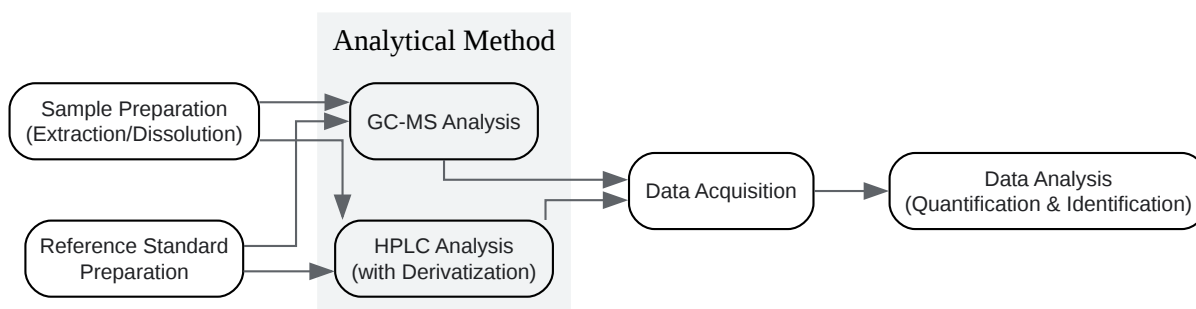 Analytical Method
Sample Preparation
(Extraction/Dissolution)
GC-MS Analysis
Reference Standard
Preparation
HPLC Analysis
(with Derivatization)
Data Acquisition
Data Analysis
(Quantification & Identification)